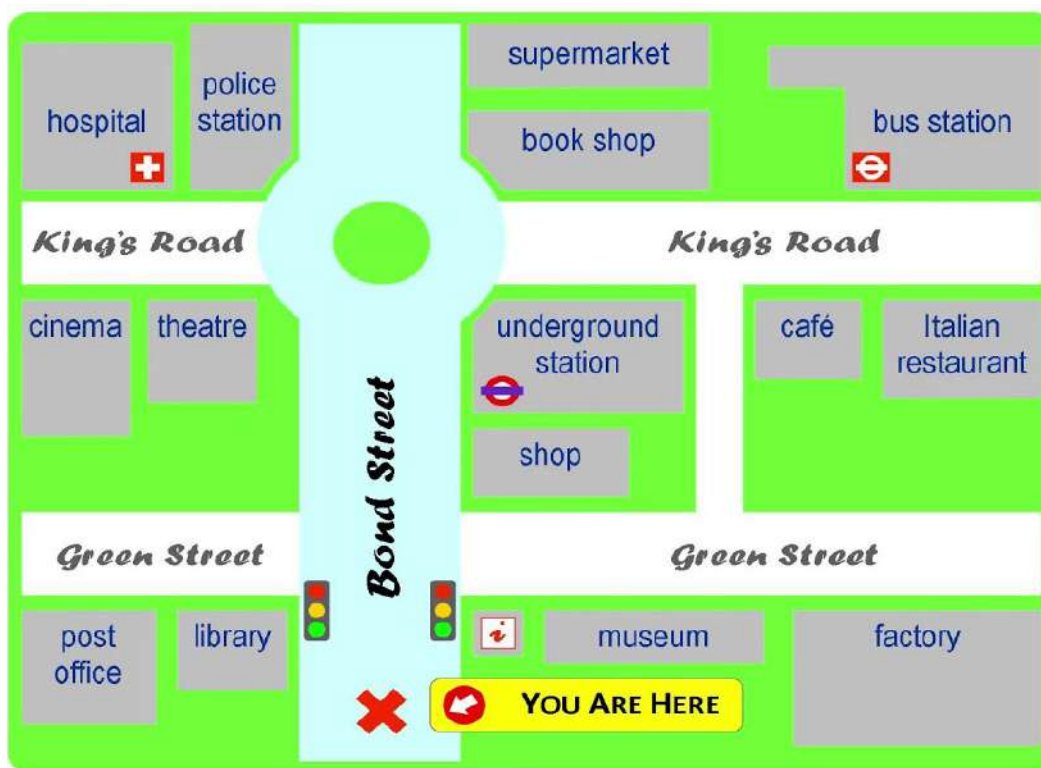 supermarket
police
station
hospital
bus station
book shop
King's Road
King's Road
cinema
theatre
underground
station
café
Italian
restaurant
Bond Street
shop
Green Street
Green Street
post
office
library
i
museum
factory
YOU ARE HERE